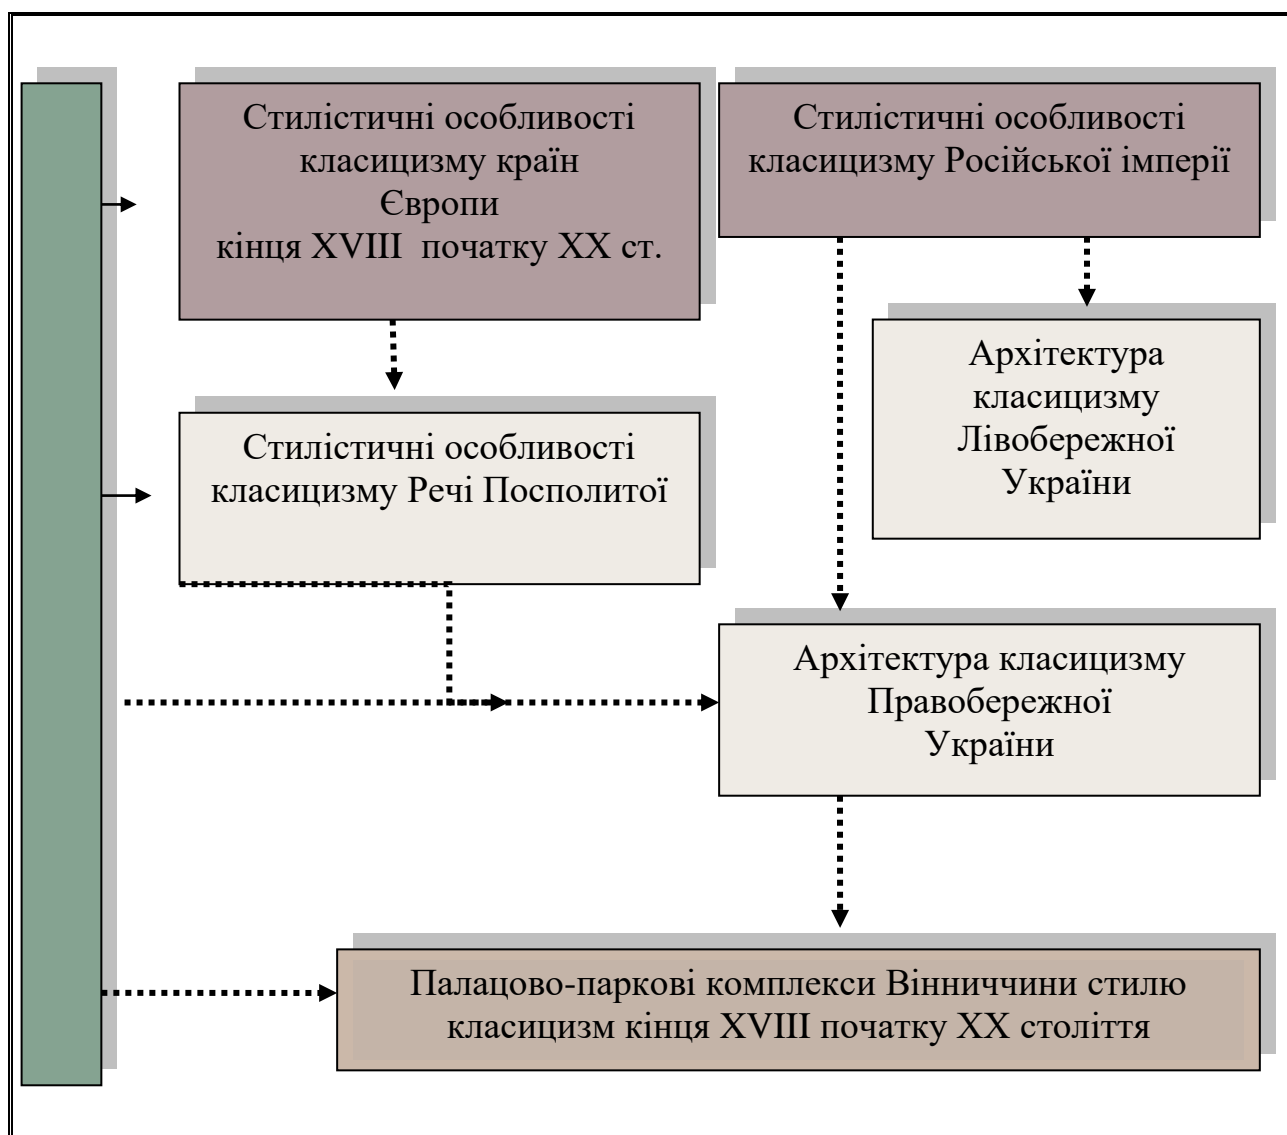 Стилістичні особливості
класицизму країн
Європи
кінця XVIII  початку XX ст.
Стилістичні особливості
класицизму Російської імперії
Архітектура
класицизму
Лівобережної
України
Стилістичні особливості
класицизму Речі Посполитої
Архітектура класицизму
Правобережної
України
Палацово-паркові комплекси Вінниччини стилю
класицизм кінця XVIII початку XX століття